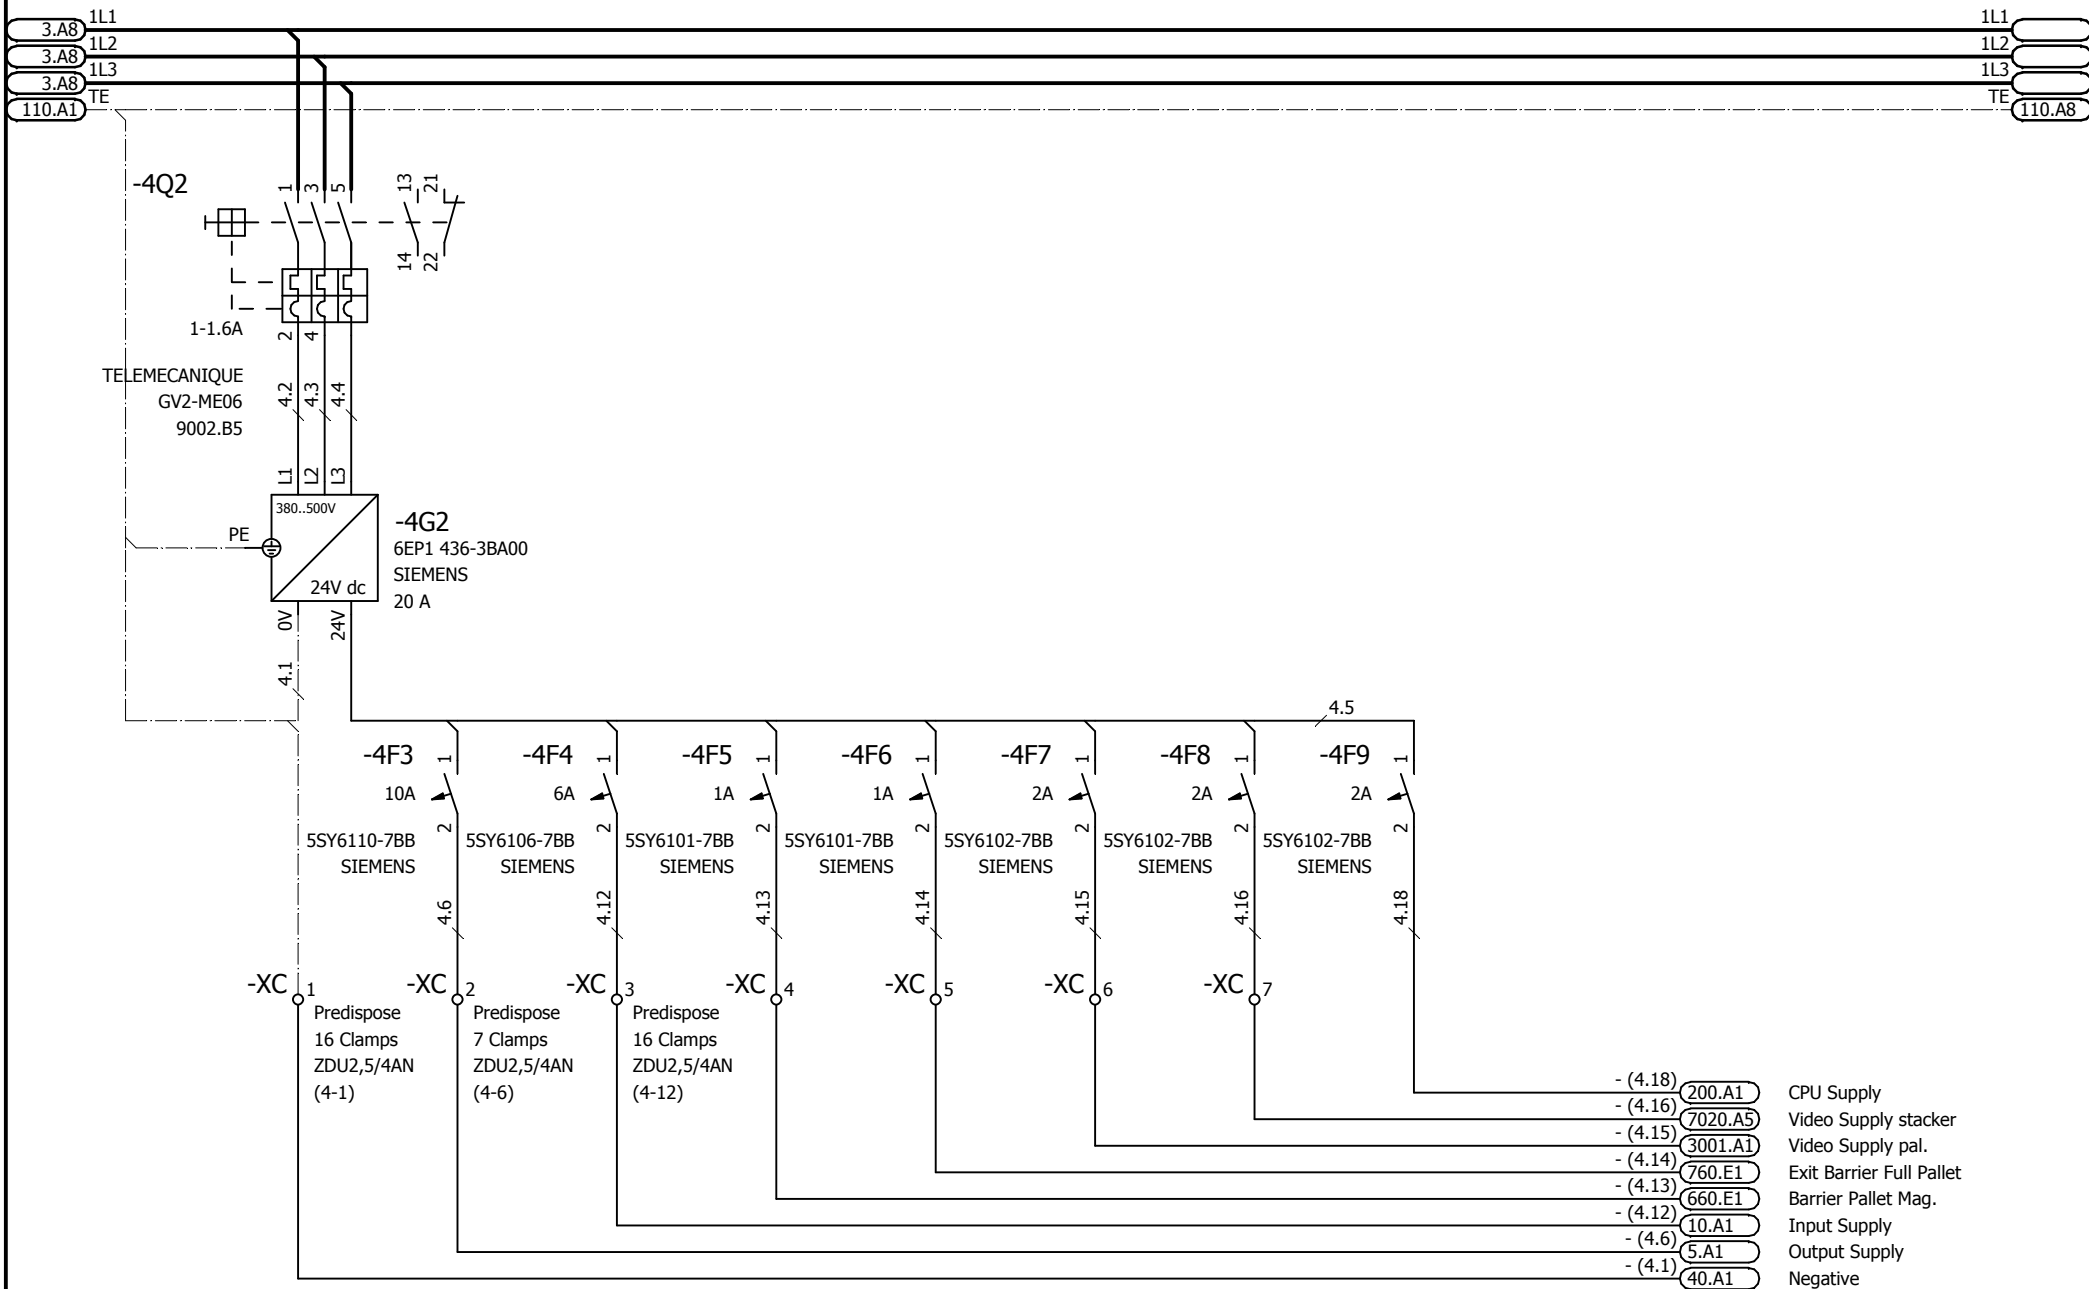 1L1 1L1
3.A8
1L2 1L2
3.A8
1L3 1L3
3.A8
TE TE
110.A1 110.A8
-4Q2
1 3 5 13 21
14 22
1-1.6A
2 4
TELEMECANIQUE
GV2-ME06
9002.B5
4.2 4.3 4.4
L1 L2 L3
380..500V
PE
24V dc
-4G2
6EP1 436-3BA00
SIEMENS
20 A
0V 24V
4.1
4.5
-4F3 1 -4F4 1 -4F5 1 -4F6 1 -4F7 1 -4F8 1 -4F9 1
10A 6A 1A 1A 2A 2A 2A
2 2 2 2 2 2 2
5SY6110-7BB 5SY6106-7BB 5SY6101-7BB 5SY6101-7BB 5SY6102-7BB 5SY6102-7BB 5SY6102-7BB
SIEMENS SIEMENS SIEMENS SIEMENS SIEMENS SIEMENS SIEMENS
4.6 4.12 4.13 4.14 4.15 4.16 4.18
-XC 1 -XC 2 -XC 3 -XC 4 -XC 5 -XC 6 -XC 7
Predispose
16 Clamps
ZDU2,5/4AN
(4-1)
Predispose
7 Clamps
ZDU2,5/4AN
(4-6)
Predispose
16 Clamps
ZDU2,5/4AN
(4-12)
- (4.18) 200.A1 CPU Supply
- (4.16) 7020.A5 Video Supply stacker
- (4.15) 3001.A1 Video Supply pal.
- (4.14) 760.E1 Exit Barrier Full Pallet
- (4.13) 660.E1 Barrier Pallet Mag.
- (4.12) 10.A1 Input Supply
- (4.6) 5.A1 Output Supply
- (4.1) 40.A1 Negative